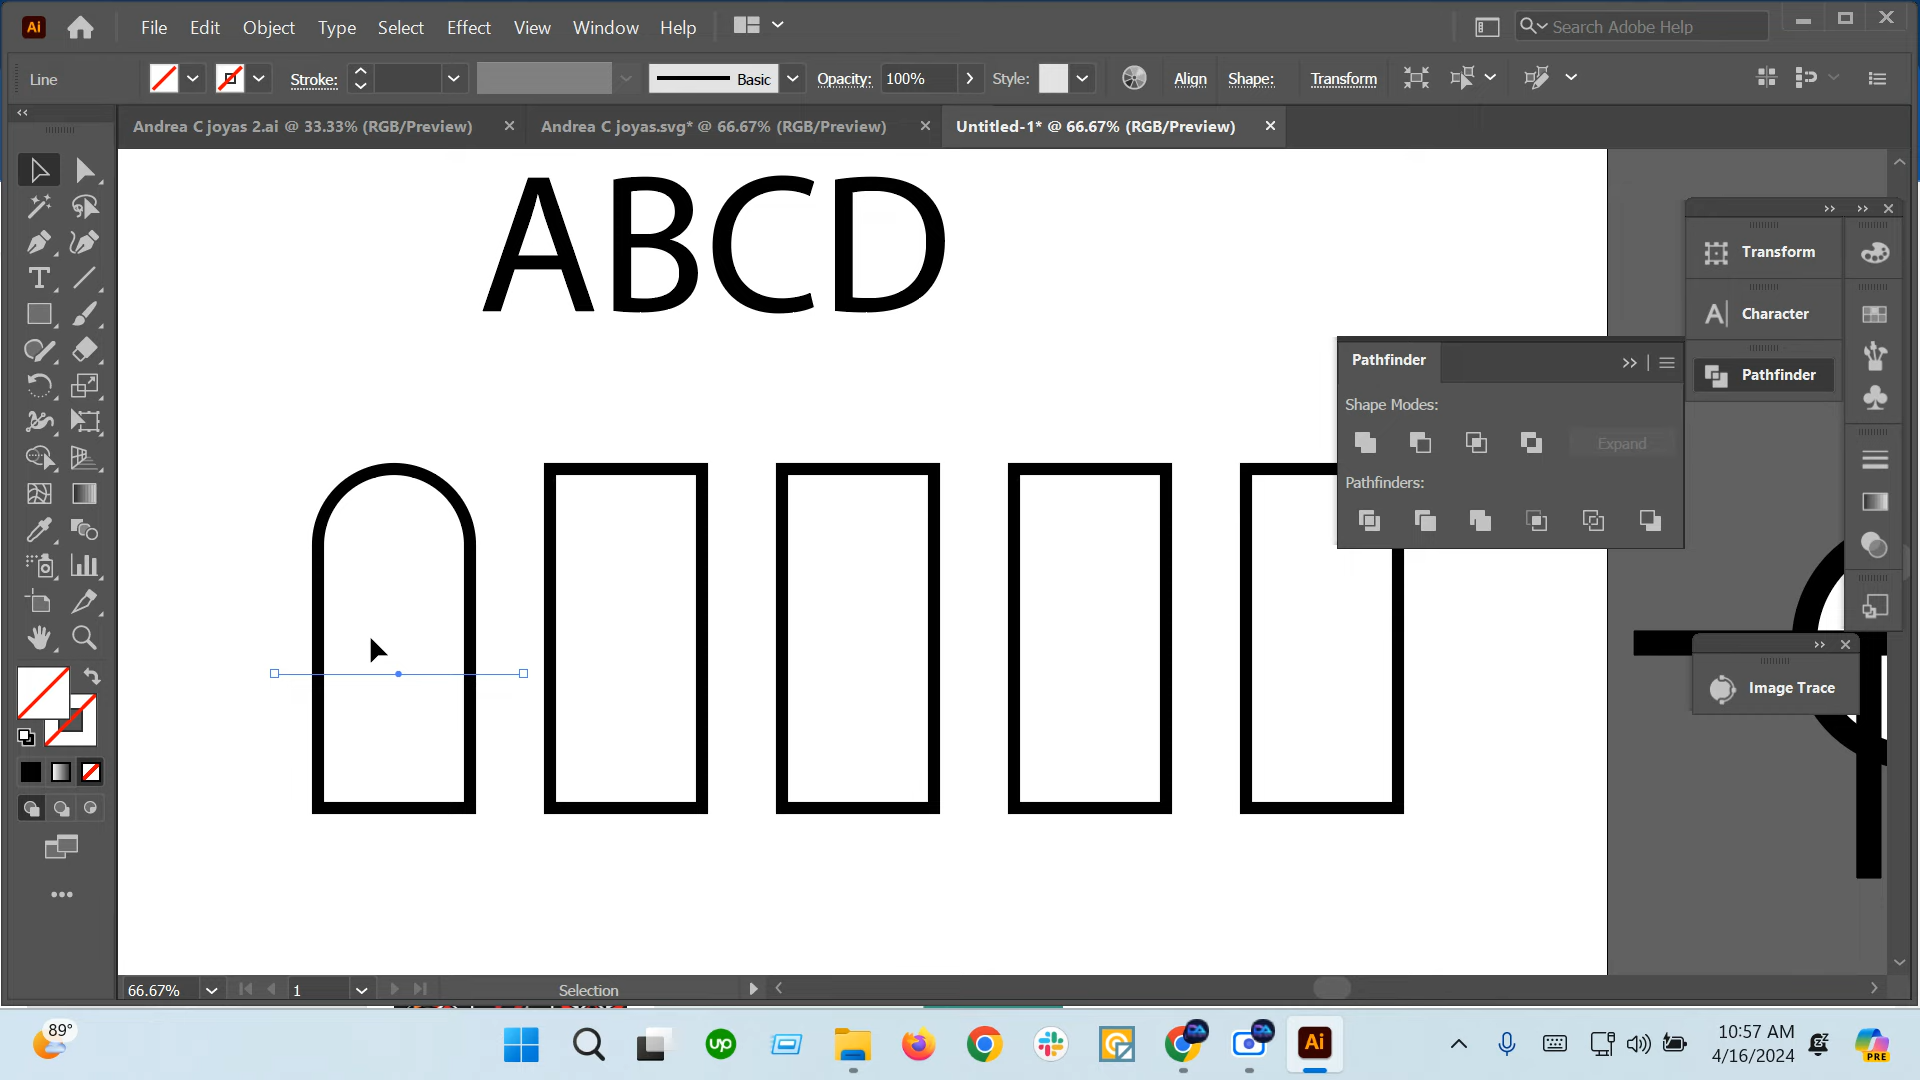 Ai File Edit Object Type Select Effect View Window Help Search Adobe Help
Line Stroke: Basic Opacity: 100% Style: Align Shape: Transform
Andrea C joyas 2.ai @ 33.33% (RGB/Preview) Andrea C joyas.svg* @ 66.67% (RGB/Preview) Untitled-1* @ 66.67% (RGB/Preview)
ABCD
Transform
Character
Pathfinder
Pathfinder
Shape Modes:
Expand
Pathfinders:
Image Trace
66.67% 1 Selection
89°
up
Ai
10:57 AM
4/16/2024
PRE